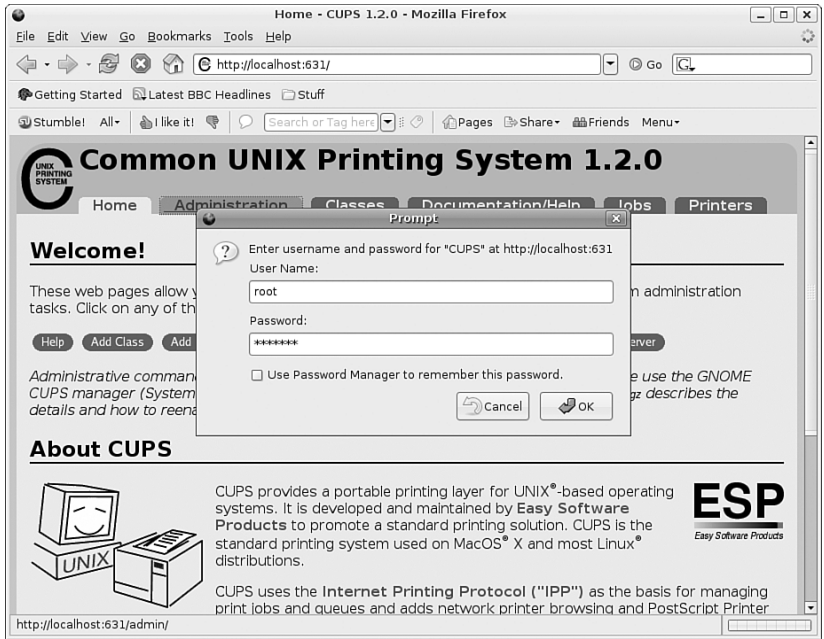 Home - CUPS 1.2.0 - Mozilla Firefox
File Edit View Go Bookmarks Tools Help
http://localhost:631/
Go
G
Getting Started Latest BBC Headlines Stuff
Stumble! All I like it! Search or Tag here Pages Share Friends Menu
UNIX PRINTING SYSTEM
Common UNIX Printing System 1.2.0
Home Administration Classes Documentation/Help Jobs Printers
Prompt
Enter username and password for "CUPS" at http://localhost:631
User Name:
root
Password:
*******
Use Password Manager to remember this password.
Cancel OK
Welcome!
These web pages allow
administration
tasks. Click on any of
Help Add Class Add
Administrative
use the GNOME
CUPS manager (System
describes the
details and how to
About CUPS
UNIX
CUPS provides a portable printing layer for UNIX®-based operating
systems. It is developed and maintained by Easy Software
Products to promote a standard printing solution. CUPS is the
standard printing system used on MacOS® X and most Linux®
distributions.
ESP
Easy Software Products
CUPS uses the Internet Printing Protocol ("IPP") as the basis for managing
print jobs and queues and adds network printer browsing and PostScript Printer
http://localhost:631/admin/